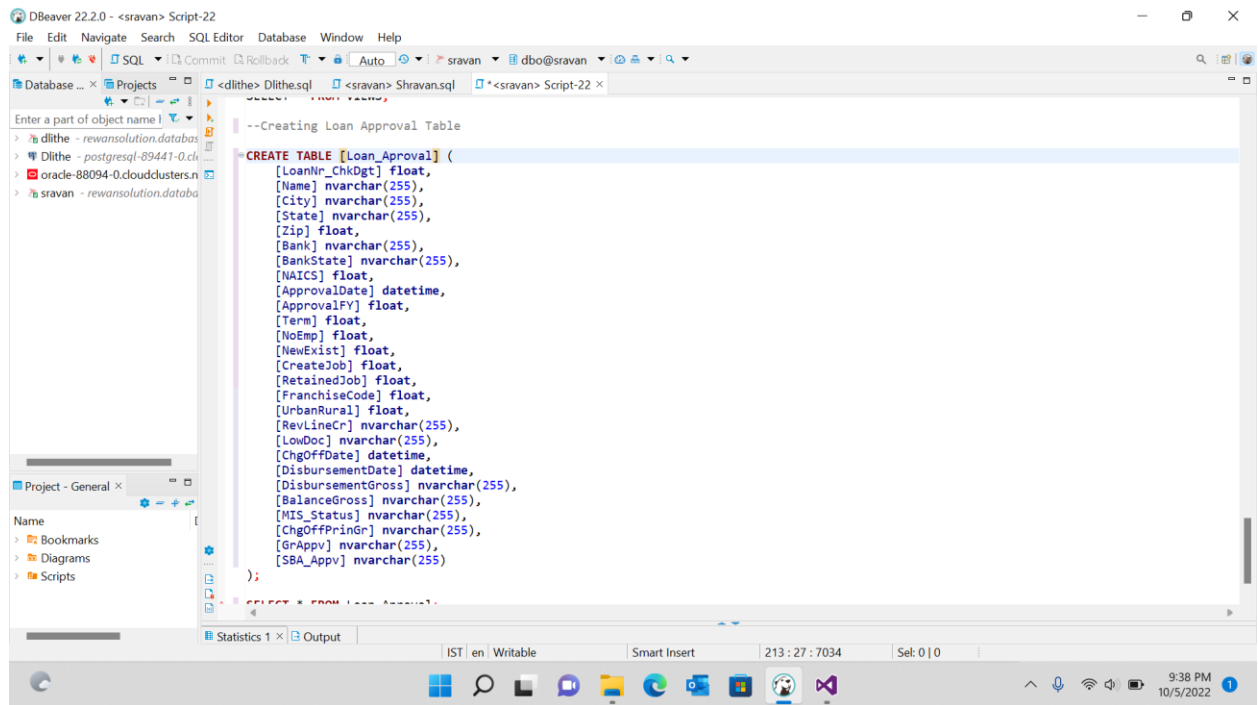 DBeaver 22.2.0 - <sravan> Script-22
File Edit Navigate Search SQL Editor Database Window Help
SQL Commit Rollback Auto sravan dbo@sravan
Database ... Projects <dlithe> Dlithe.sql <sravan> Shravan.sql *<sravan> Script-22
Enter a part of object name
dlithe - rewansolution.databas
Dlithe - postgresql-89441-0.cl
oracle-88094-0.cloudclusters.n
sravan - rewansolution.databa
SELECT * FROM VIEWS;
--Creating Loan Approval Table
CREATE TABLE [Loan_Aproval] (
[LoanNr_ChkDgt] float,
[Name] nvarchar(255),
[City] nvarchar(255),
[State] nvarchar(255),
[Zip] float,
[Bank] nvarchar(255),
[BankState] nvarchar(255),
[NAICS] float,
[ApprovalDate] datetime,
[ApprovalFY] float,
[Term] float,
[NoEmp] float,
[NewExist] float,
[CreateJob] float,
[RetainedJob] float,
[FranchiseCode] float,
[UrbanRural] float,
[RevLineCr] nvarchar(255),
[LowDoc] nvarchar(255),
[ChgOffDate] datetime,
[DisbursementDate] datetime,
[DisbursementGross] nvarchar(255),
[BalanceGross] nvarchar(255),
[MIS_Status] nvarchar(255),
[ChgOffPrinGr] nvarchar(255),
[GrAppv] nvarchar(255),
[SBA_Appv] nvarchar(255)
);
SELECT * FROM Loan_Aproval;
Project - General
Name
Bookmarks
Diagrams
Scripts
Statistics 1 Output
IST en Writable Smart Insert 213 : 27 : 7034 Sel: 0 | 0
9:38 PM
10/5/2022
1